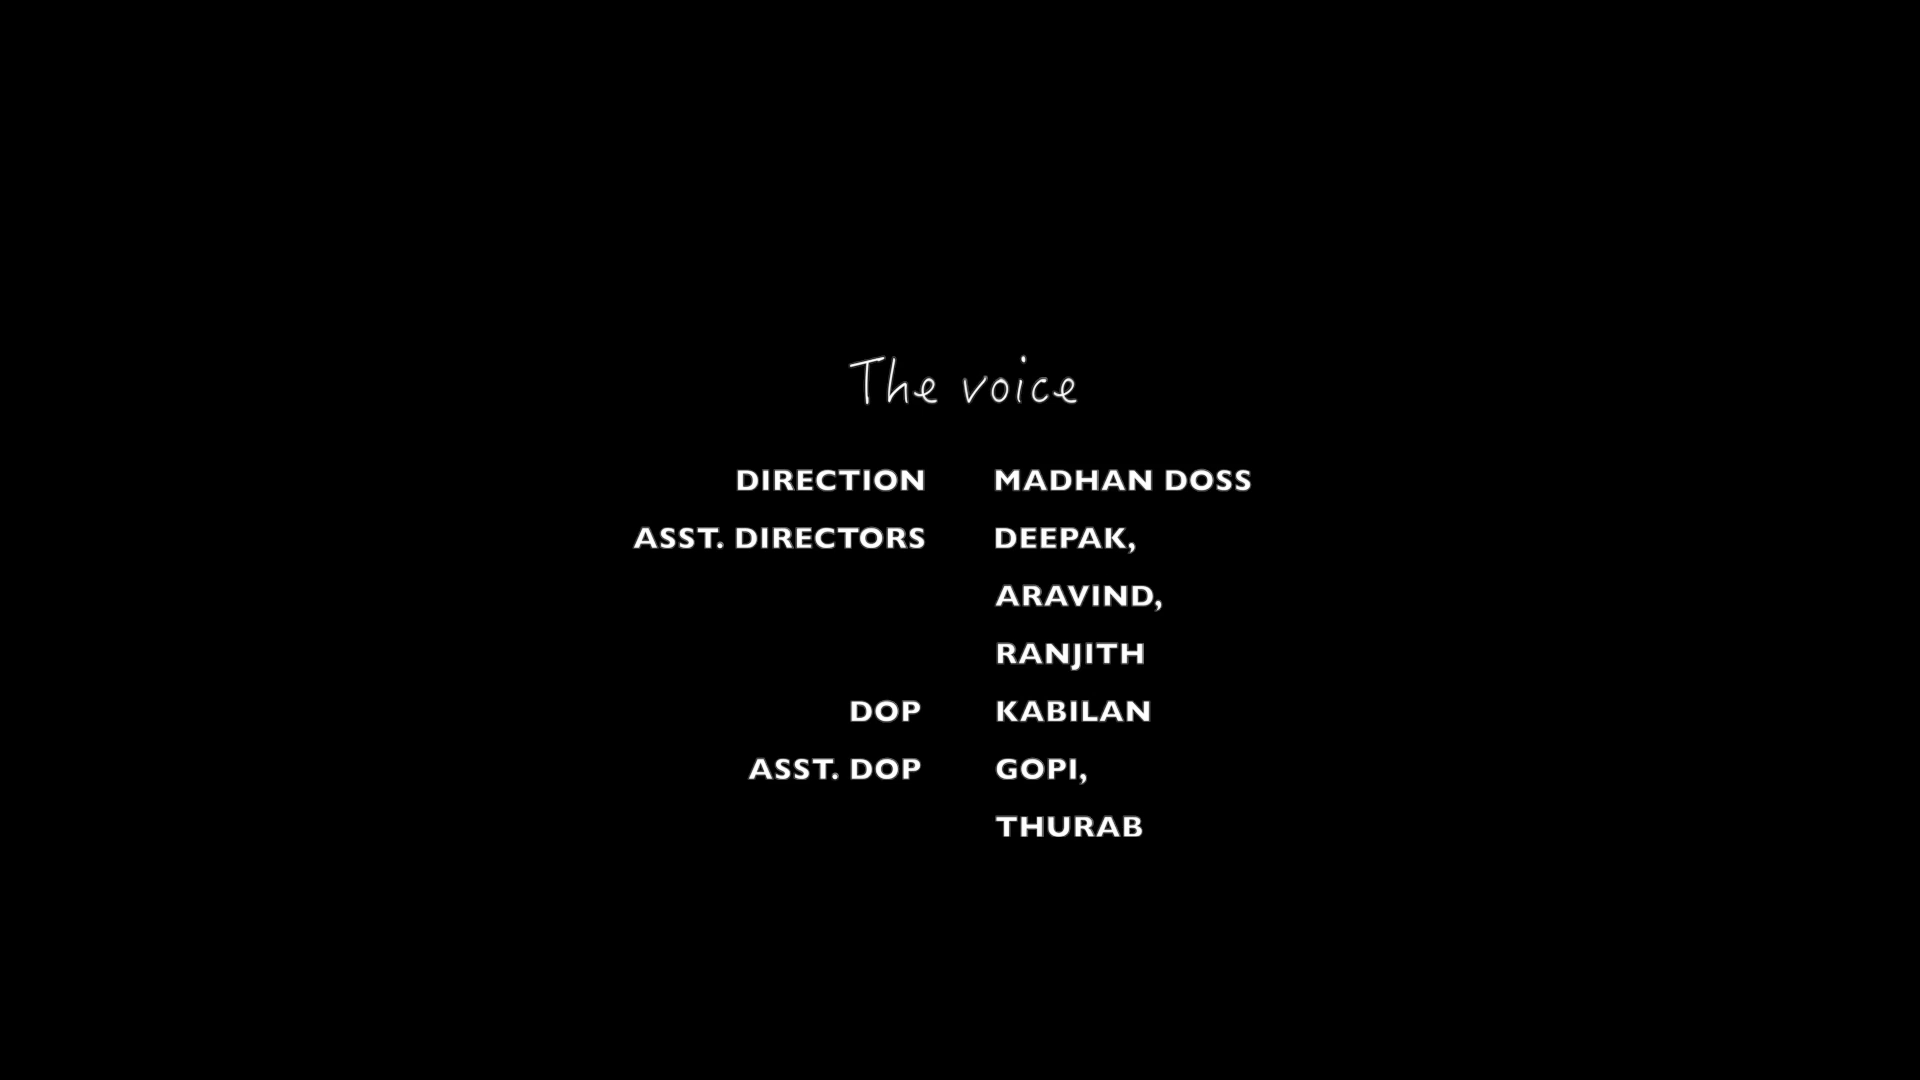 The voice
DIRECTION MADHAN DOSS
ASST. DIRECTORS DEEPAK,
ARAVIND,
RANJITH
DOP KABILAN
ASST. DOP GOPI,
THURAB